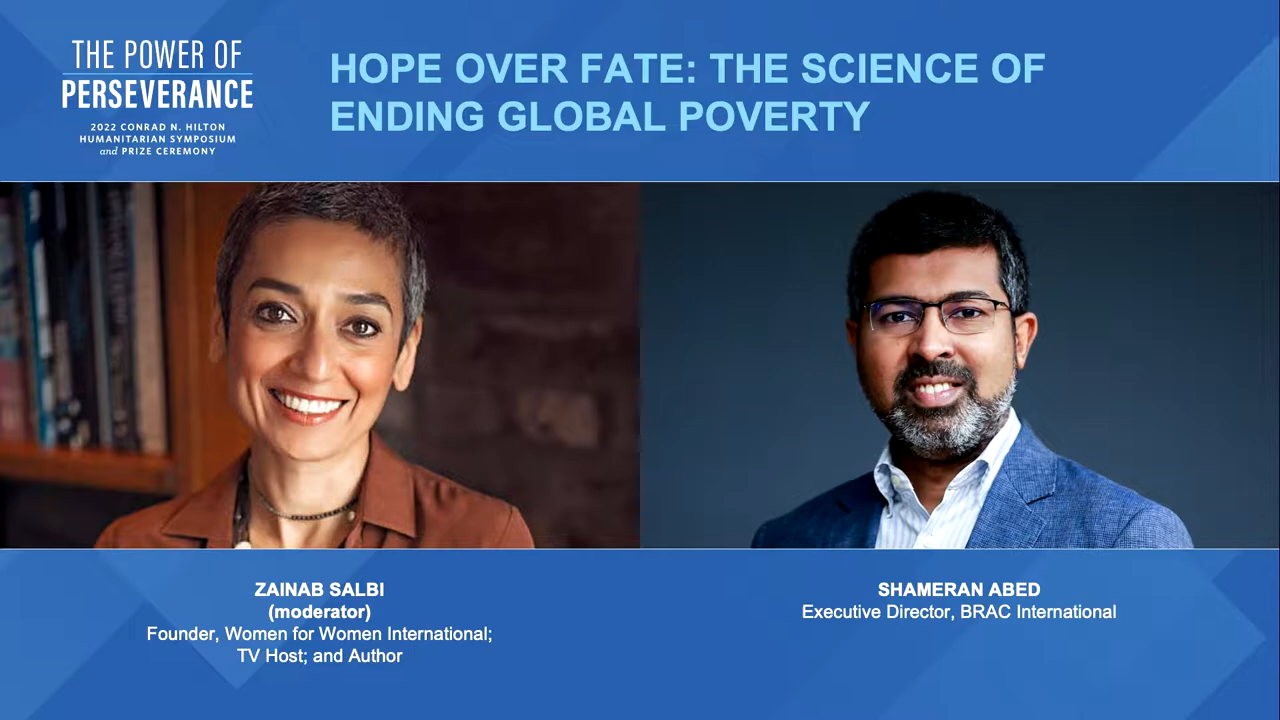 THE POWER OF
PERSEVERANCE
2022 CONRAD N. HILTON
HUMANITARIAN SYMPOSIUM
and PRIZE CEREMONY
HOPE OVER FATE: THE SCIENCE OF
ENDING GLOBAL POVERTY
ZAINAB SALBI
(moderator)
Founder, Women for Women International;
TV Host; and Author
SHAMERAN ABED
Executive Director, BRAC International